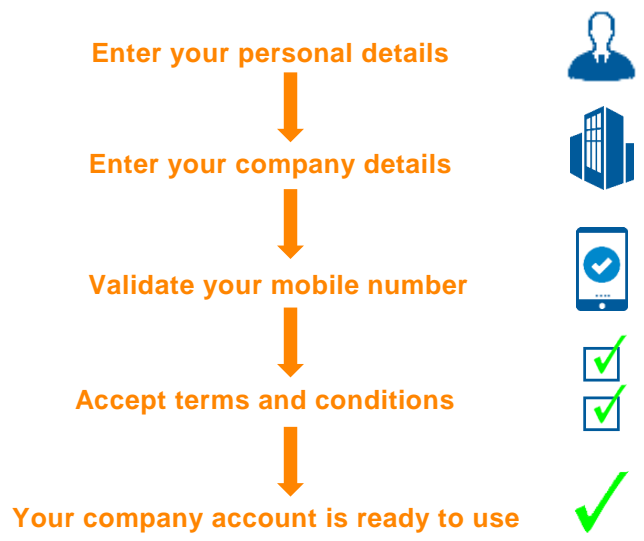 Enter your personal details
Enter your company details
Validate your mobile number
Accept terms and conditions
Your company account is ready to use